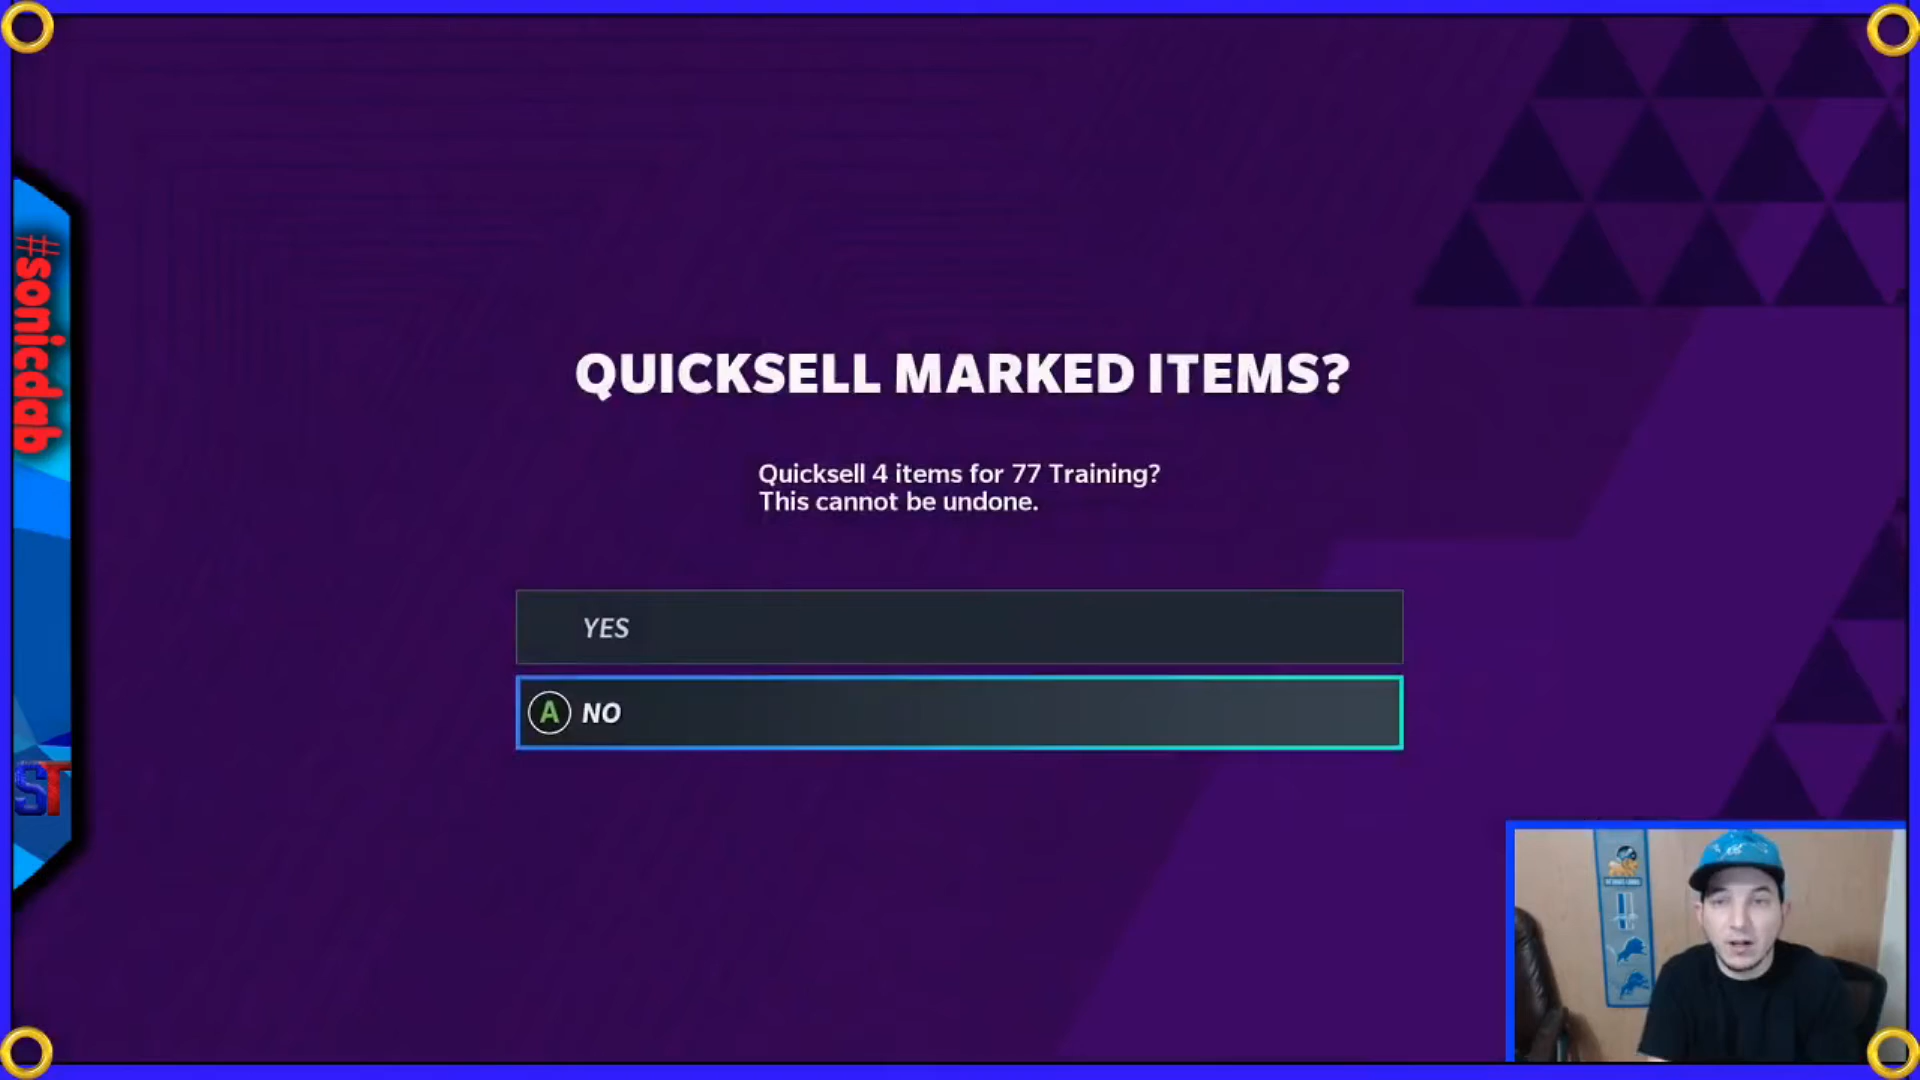 QUICKSELL MARKED ITEMS?
Quicksell 4 items for 77 Training?
This cannot be undone.
YES
A NO
#sonicdab
ST